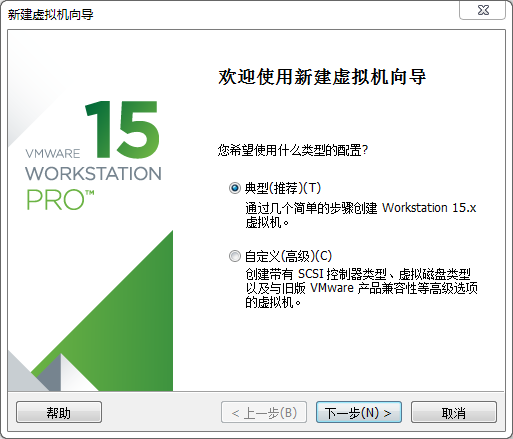 新建虚拟机向导
欢迎使用新建虚拟机向导
15
VMWARE
WORKSTATION
PRO™
您希望使用什么类型的配置?
典型(推荐)(T)
通过几个简单的步骤创建 Workstation 15.x
虚拟机。
自定义(高级)(C)
创建带有 SCSI 控制器类型、虚拟磁盘类型
以及与旧版 VMware 产品兼容性等高级选项
的虚拟机。
帮助
< 上一步(B)
下一步(N) >
取消